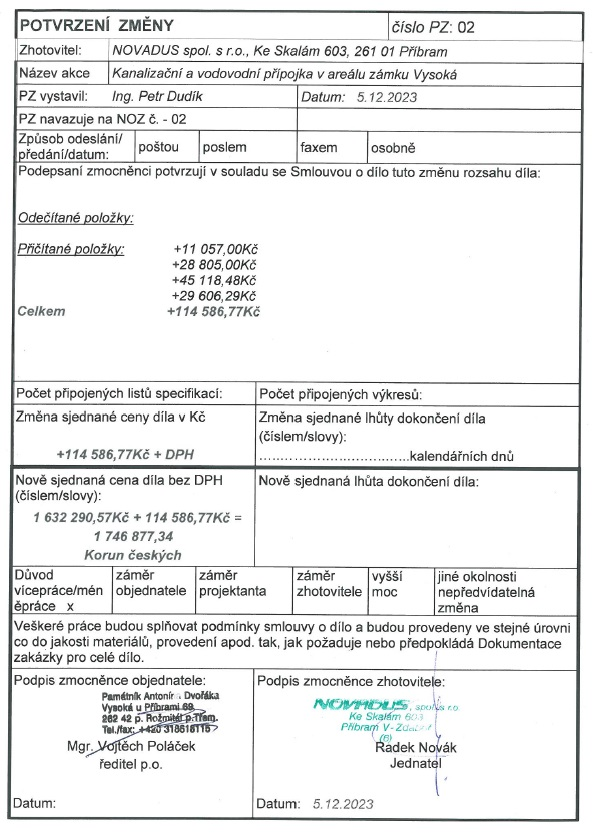 POTVRZENÍ ZMĚNY číslo PZ: 02
Zhotovitel: NOVADUS spol. s r.o., Ke Skalám 603, 261 01 Příbram
Název akce Kanalizační a vodovodní přípojka v areálu zámku Vysoká
PZ vystavil: Ing. Petr Dudík Datum: 5.12.2023
PZ navazuje na NOZ č. - 02
Způsob odeslání/ předání/datum: poštou poslem faxem osobně
Podepsaní zmocněnci potvrzují v souladu se Smlouvou o dílo tuto změnu rozsahu díla:
Odečítané položky:
Přičítané položky: +11 057,00Kč
+28 805,00Kč
+45 118,48Kč
+29 606,29Kč
Celkem +114 586,77Kč
Počet připojených listů specifikací: Počet připojených výkresů:
Změna sjednané ceny díla v Kč
+114 586,77Kč + DPH
Změna sjednané lhůty dokončení díla
(číslem/slovy):
.................................kalendářních dnů
Nově sjednaná cena díla bez DPH
(číslem/slovy):
1 632 290,57Kč + 114 586,77Kč =
1 746 877,34
Korun českých
Nově sjednaná lhůta dokončení díla:
Důvod
vícepráce/mén
ěpráce x
záměr
objednatele
záměr
projektanta
záměr
zhotovitele
vyšší
moc
jiné okolnosti
nepředvídatelná
změna
Veškeré práce budou splňovat podmínky smlouvy o dílo a budou provedeny ve stejné úrovni
co do jakosti materiálů, provedení apod. tak, jak požaduje nebo předpokládá Dokumentace
zakázky pro celé dílo.
Podpis zmocněnce objednatele:
Památník Antonína Dvořáka
Vysoká u Příbrami 69
262 42 p. Rožmitál p.Třem.
Tel./fax: +420 318618115
Mgr. Vojtěch Poláček
ředitel p.o.
Datum:
Podpis zmocněnce zhotovitele:
NOVADUS, spol. s r.o.
Ke Skalám 603
Příbram V- Zdaboř
(6)
Radek Novák
Jednatel
Datum: 5.12.2023